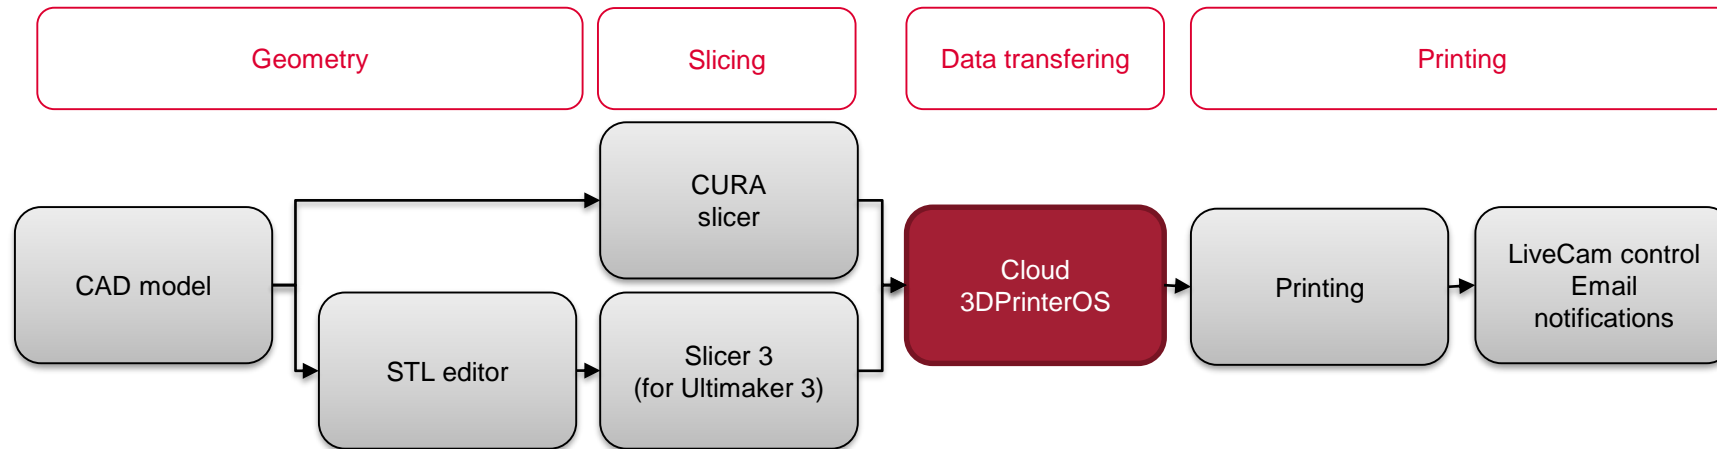 Geometry
Slicing
Data transfering
Printing
CURA
slicer
CAD model
STL editor
Slicer 3
(for Ultimaker 3)
Cloud
3DPrinterOS
Printing
LiveCam control
Email
notifications